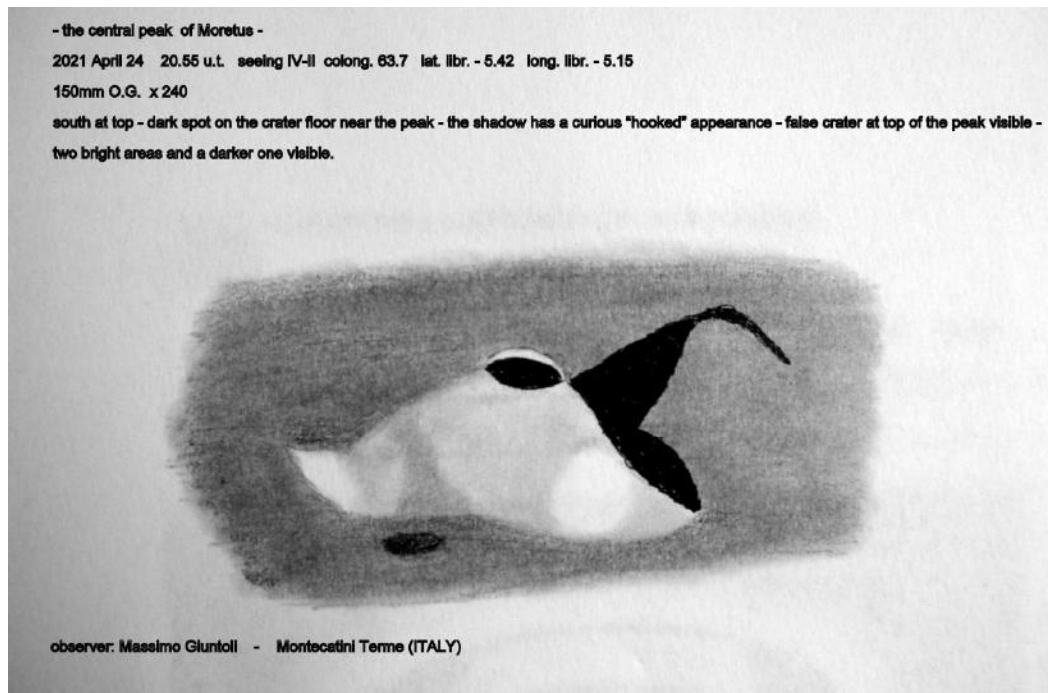 - the central peak of Moretus -
2021 April 24 20.55 u.t. seeing IV-II colong. 63.7 lat. libr. - 5.42 long. libr. - 5.15
150mm O.G. x 240
south at top - dark spot on the crater floor near the peak - the shadow has a curious "hooked" appearance - false crater at top of the peak visible -
two bright areas and a darker one visible.
observer: Massimo Giuntoli - Montecatini Terme (ITALY)